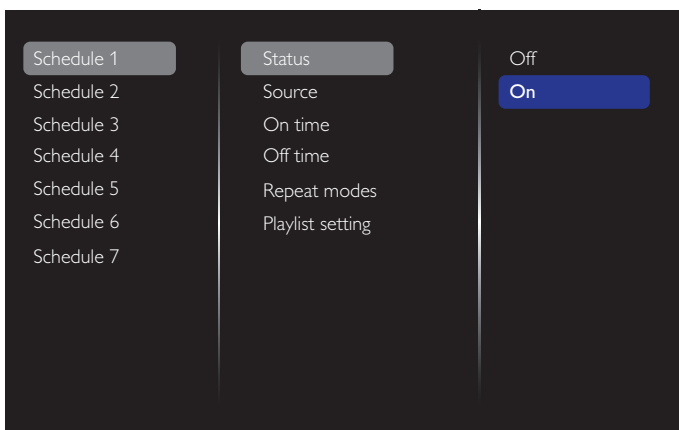 Schedule 1
Schedule 2
Schedule 3
Schedule 4
Schedule 5
Schedule 6
Schedule 7
Status
Source
On time
Off time
Repeat modes
Playlist setting
Off
On